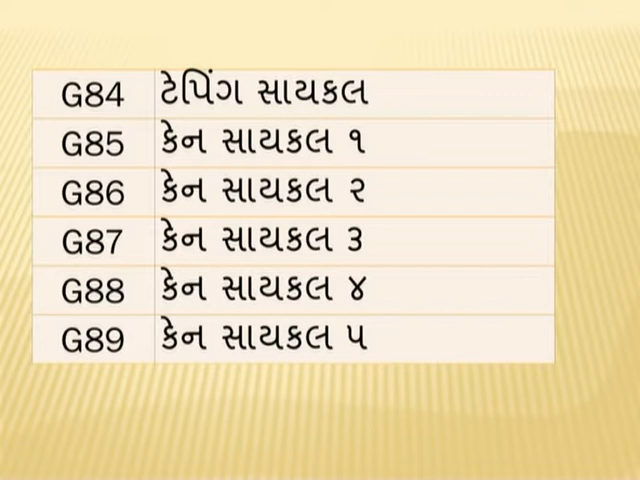 G84 ટેપિંગ સાયકલ
G85 કેન સાયકલ ૧
G86 કેન સાયકલ ૨
G87 કેન સાયકલ ૩
G88 કેન સાયકલ ૪
G89 કેન સાયકલ ૫